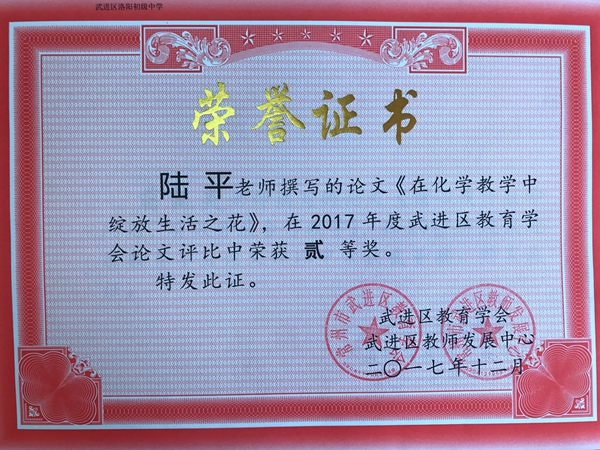 武进区洛阳初级中学
荣誉证书
陆 平老师撰写的论文《在化学教学中
绽放生活之花》，在 2017 年度武进区教育学
会论文评比中荣获 贰 等奖。
特发此证。
武进区教育学会
武进区教师发展中心
二〇一七年十二月